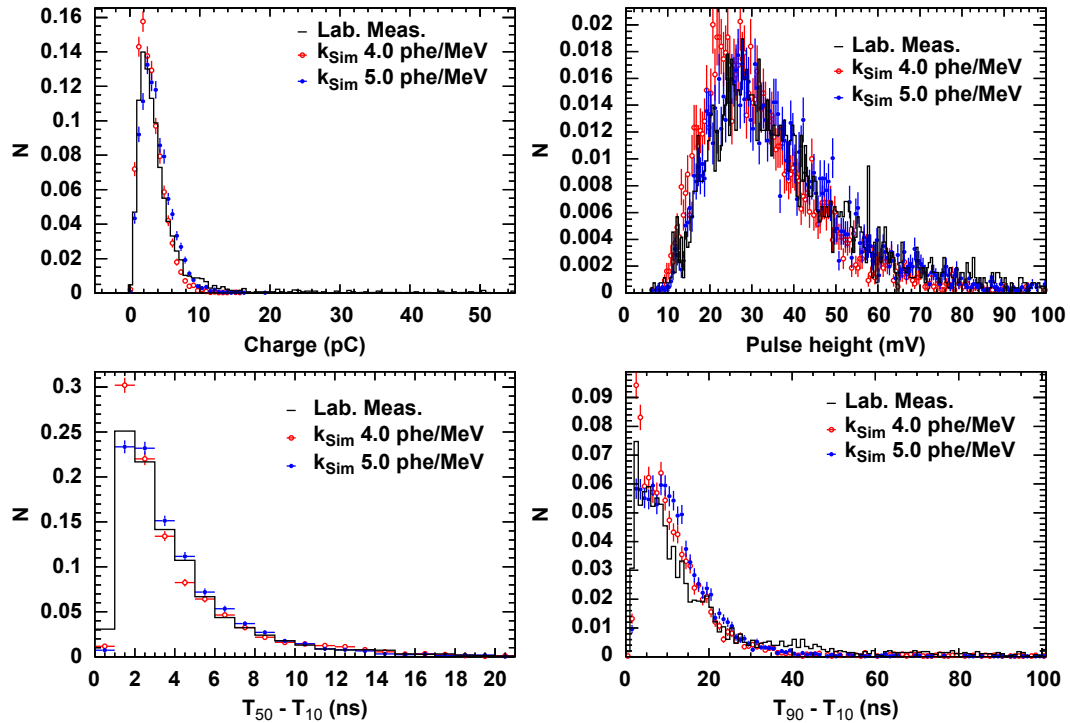 0.16
0.14
0.12
0.1
0.08
0.06
0.04
0.02
0
N
Lab. Meas.
kSim 4.0 phe/MeV
kSim 5.0 phe/MeV
0 10 20 30 40 50
Charge (pC)
0.02
0.018
0.016
0.014
0.012
0.01
0.008
0.006
0.004
0.002
0
N
Lab. Meas.
kSim 4.0 phe/MeV
kSim 5.0 phe/MeV
0 10 20 30 40 50 60 70 80 90 100
Pulse height (mV)
0.3
0.25
0.2
0.15
0.1
0.05
0
N
Lab. Meas.
kSim 4.0 phe/MeV
kSim 5.0 phe/MeV
0 2 4 6 8 10 12 14 16 18 20
T50 - T10 (ns)
0.09
0.08
0.07
0.06
0.05
0.04
0.03
0.02
0.01
0
N
Lab. Meas.
kSim 4.0 phe/MeV
kSim 5.0 phe/MeV
0 20 40 60 80 100
T90 - T10 (ns)